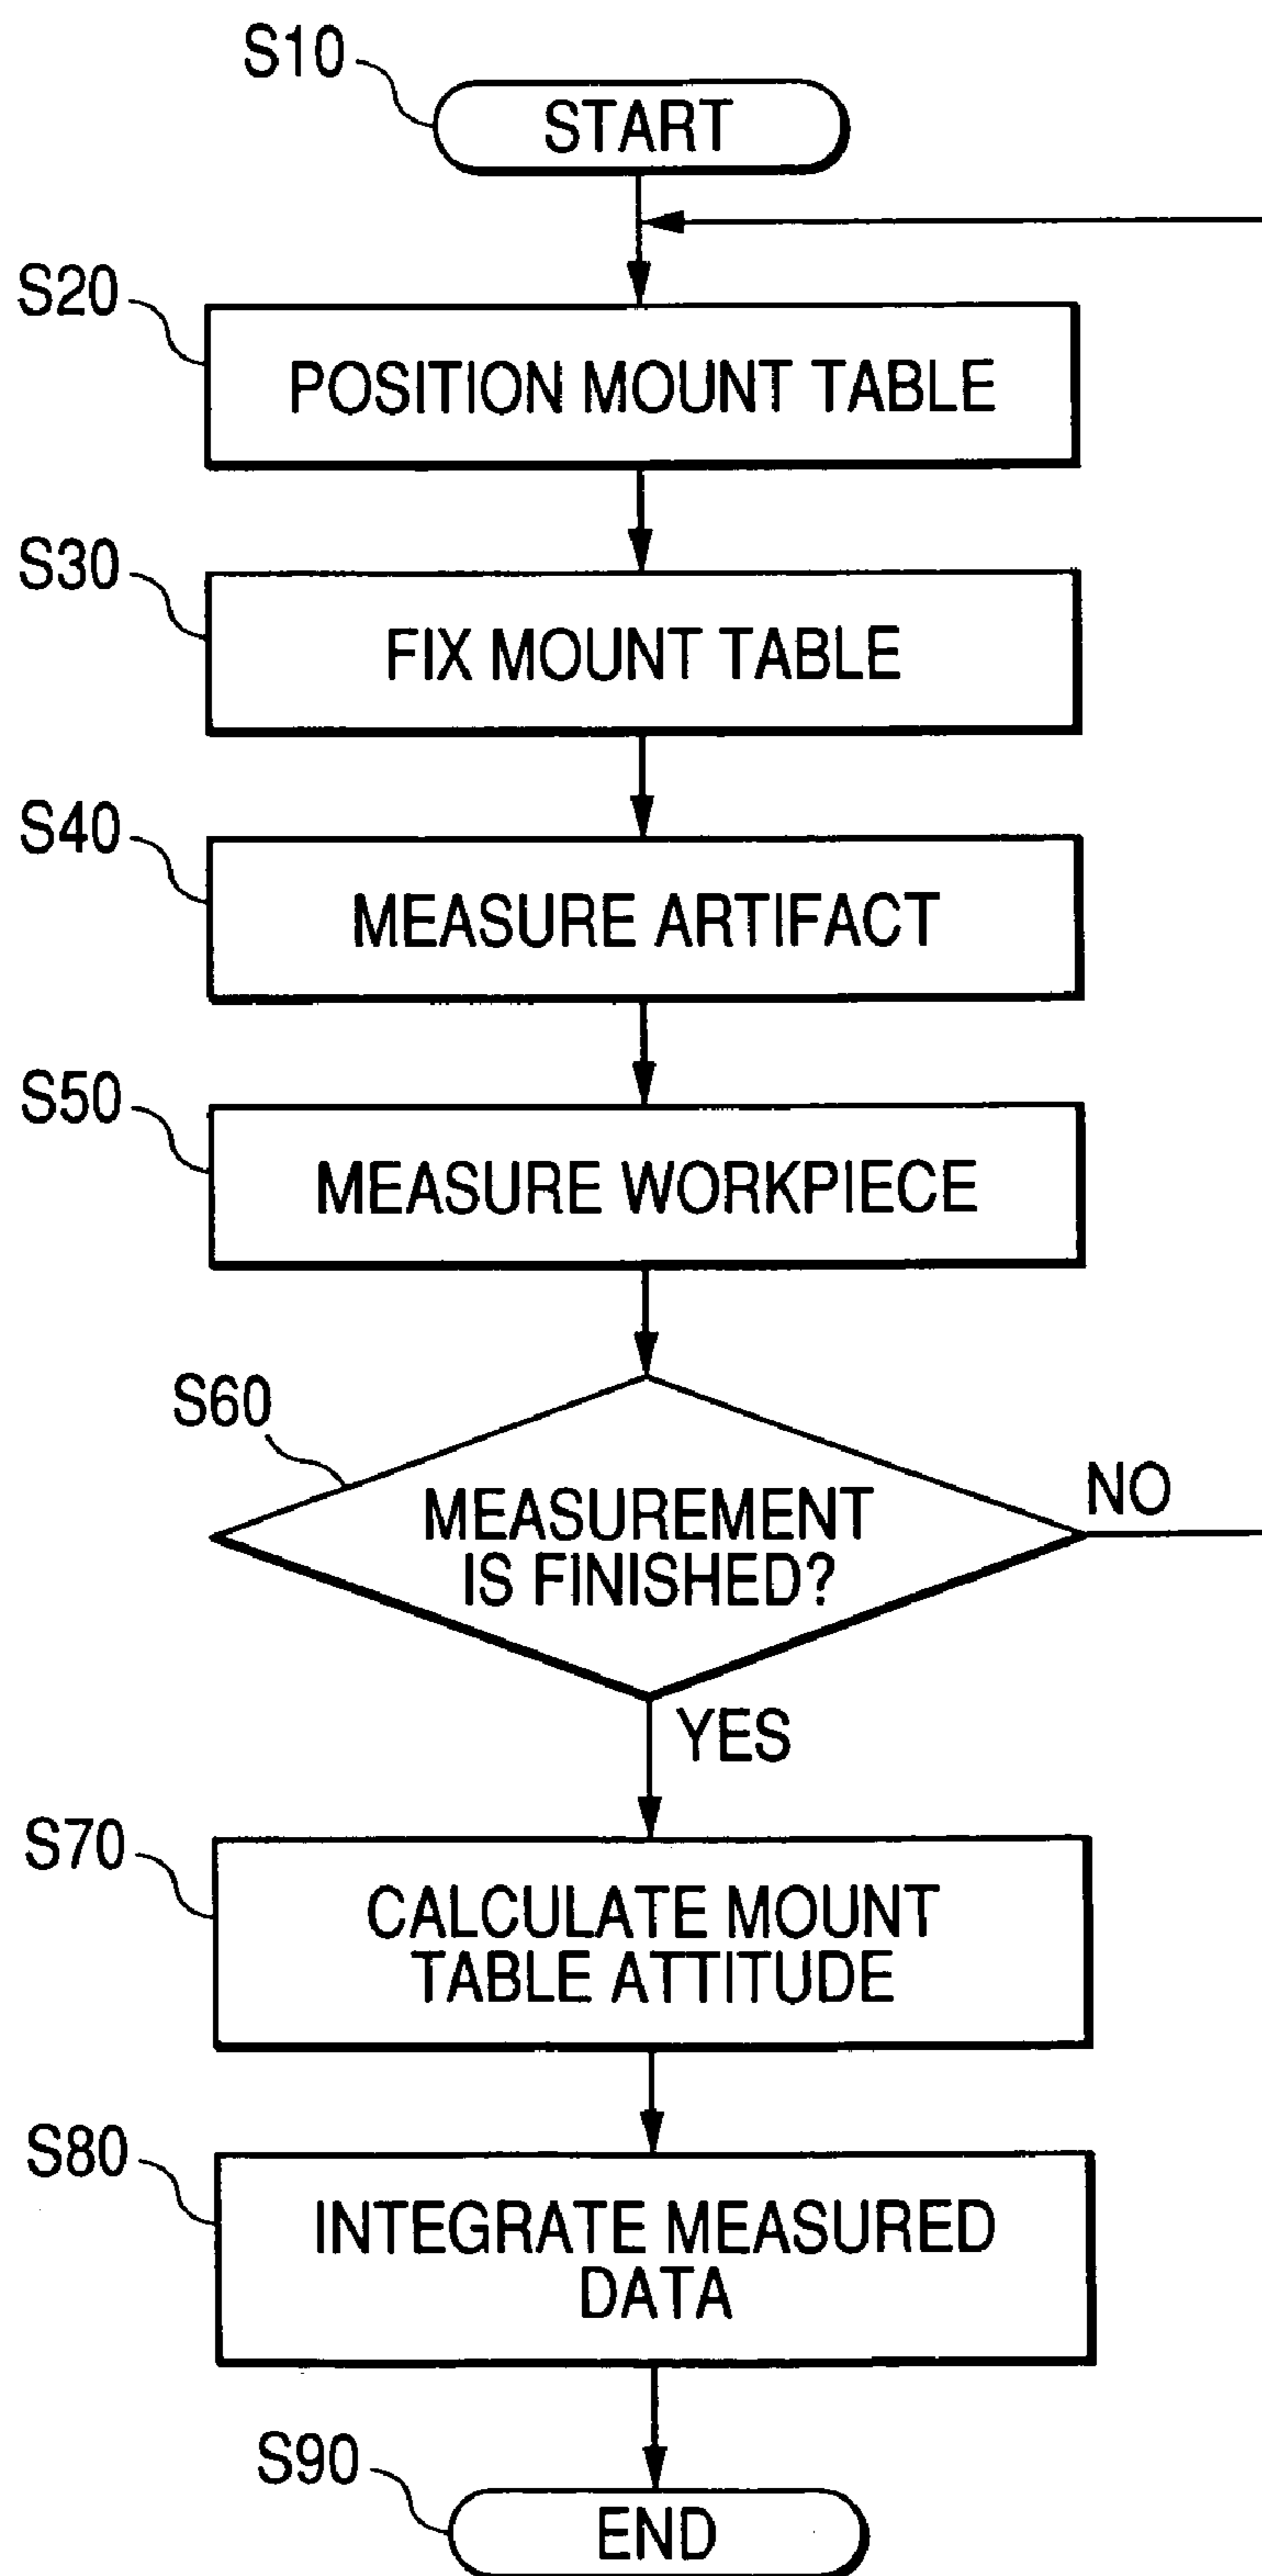 S10
START
S20
POSITION MOUNT TABLE
S30
FIX MOUNT TABLE
S40
MEASURE ARTIFACT
S50
MEASURE WORKPIECE
S60
MEASUREMENT
IS FINISHED?
NO
YES
S70
CALCULATE MOUNT
TABLE ATTITUDE
S80
INTEGRATE MEASURED
DATA
S90
END